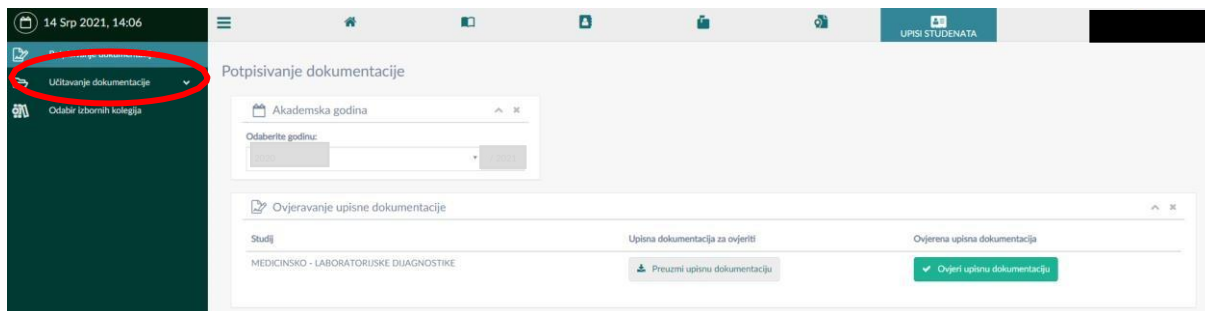 14 Srp 2021, 14:06
UPISI STUDENATA
Potpisivanje dokumentacije
Učitavanje dokumentacije
Odabir izbornih kolegija
Potpisivanje dokumentacije
Akademska godina
Odaberite godinu:
Ovjeravanje upisne dokumentacije
Studij Upisna dokumentacija za ovjeriti Ovjerena upisna dokumentacija
MEDICINSKO - LABORATORIJSKE DIJAGNOSTIKE Preuzmi upisnu dokumentaciju Ovjeri upisnu dokumentaciju